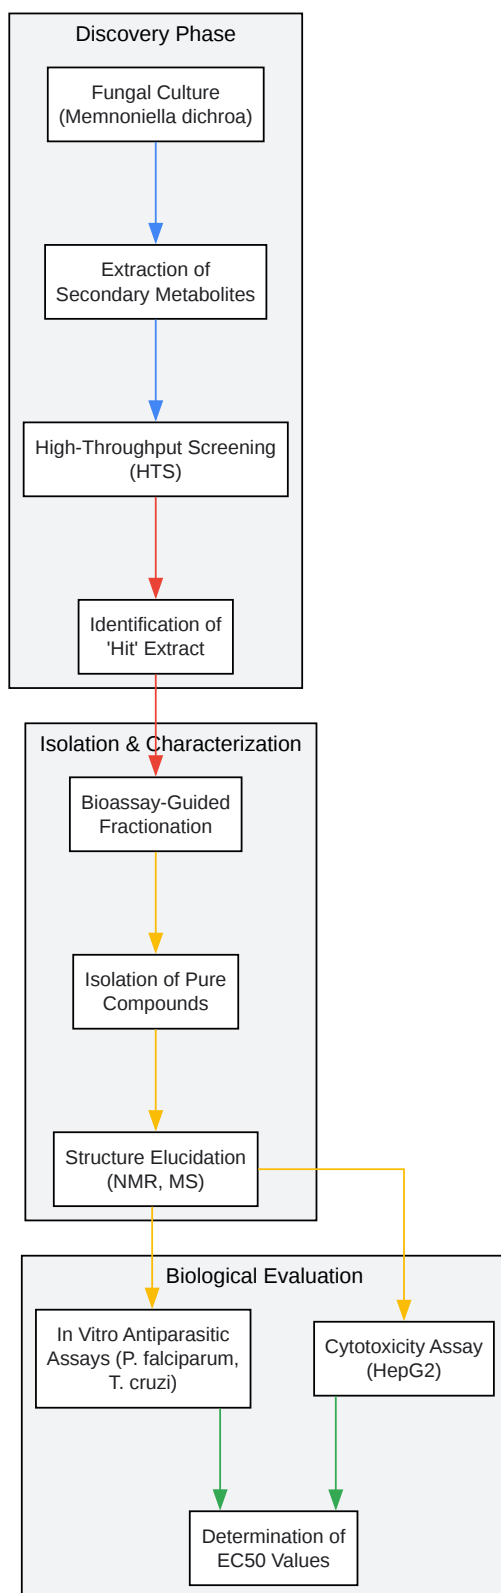 Discovery Phase
Fungal Culture
(Memnoniella dichroa)
Extraction of
Secondary Metabolites
High-Throughput Screening
(HTS)
Identification of
'Hit' Extract
Isolation & Characterization
Bioassay-Guided
Fractionation
Isolation of Pure
Compounds
Structure Elucidation
(NMR, MS)
Biological Evaluation
In Vitro Antiparasitic
Assays (P. falciparum,
T. cruzi)
Cytotoxicity Assay
(HepG2)
Determination of
EC50 Values